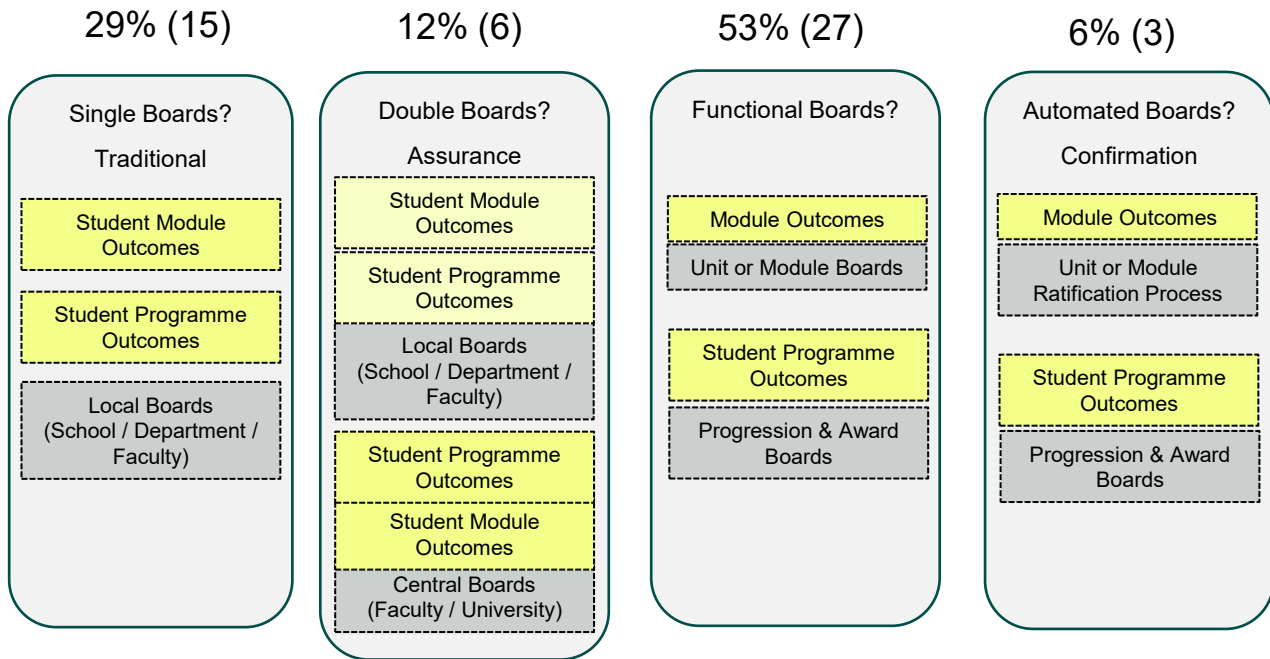 29% (15)
12% (6)
53% (27)
6% (3)
Single Boards?
Traditional
Student Module
Outcomes
Student Programme
Outcomes
Local Boards
(School / Department /
Faculty)
Double Boards?
Assurance
Student Module
Outcomes
Student Programme
Outcomes
Local Boards
(School / Department /
Faculty)
Student Programme
Outcomes
Student Module
Outcomes
Central Boards
(Faculty / University)
Functional Boards?
Module Outcomes
Unit or Module Boards
Student Programme
Outcomes
Progression & Award
Boards
Automated Boards?
Confirmation
Module Outcomes
Unit or Module
Ratification Process
Student Programme
Outcomes
Progression & Award
Boards